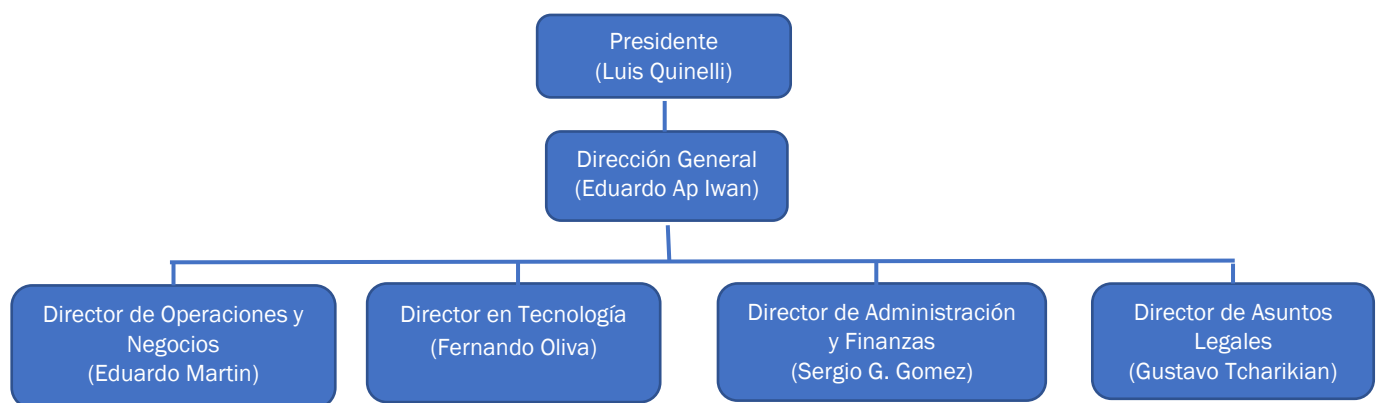 Presidente
(Luis Quinelli)
Dirección General
(Eduardo Ap Iwan)
Director de Operaciones y
Negocios
(Eduardo Martin)
Director en Tecnología
(Fernando Oliva)
Director de Administración
y Finanzas
(Sergio G. Gomez)
Director de Asuntos
Legales
(Gustavo Tcharikian)